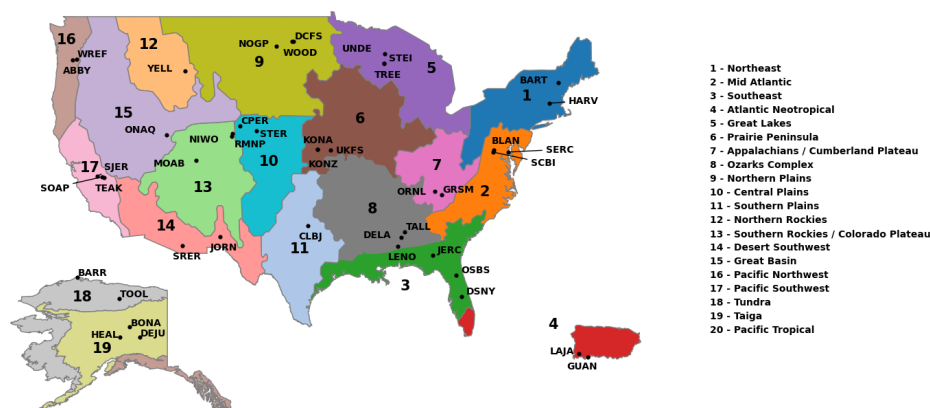 16
WREF
ABBY
12
YELL
NOGP
DCFS
WOOD
9
UNDE
STEI
TREE
5
BART
1
HARV
15
ONAQ
NIWO
CPER
STER
RMNP
10
6
KONA
UKFS
KONZ
BLAN
SERC
SCBI
17
SJER
SOAP
TEAK
MOAB
13
7
ORNL
GRSM
2
8
14
SRER
JORN
11
CLBJ
DELA
TALL
LENO
JERC
3
OSBS
DSNY
BARR
18
TOOL
BONA
HEAL
DEJU
19
4
LAJA
GUAN
1 - Northeast
2 - Mid Atlantic
3 - Southeast
4 - Atlantic Neotropical
5 - Great Lakes
6 - Prairie Peninsula
7 - Appalachians / Cumberland Plateau
8 - Ozarks Complex
9 - Northern Plains
10 - Central Plains
11 - Southern Plains
12 - Northern Rockies
13 - Southern Rockies / Colorado Plateau
14 - Desert Southwest
15 - Great Basin
16 - Pacific Northwest
17 - Pacific Southwest
18 - Tundra
19 - Taiga
20 - Pacific Tropical